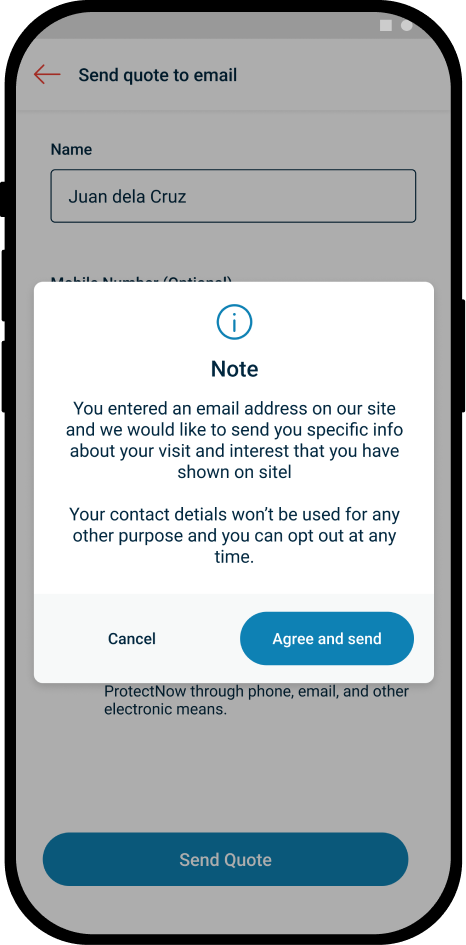 Send quote to email
Name
Juan dela Cruz
Mobile Number (Optional)
Note
You entered an email address on our site
and we would like to send you specific info
about your visit and interest that you have
shown on sitel
Your contact detials won't be used for any
other purpose and you can opt out at any
time.
Cancel
Agree and send
ProtectNow through phone, email, and other
electronic means.
Send Quote